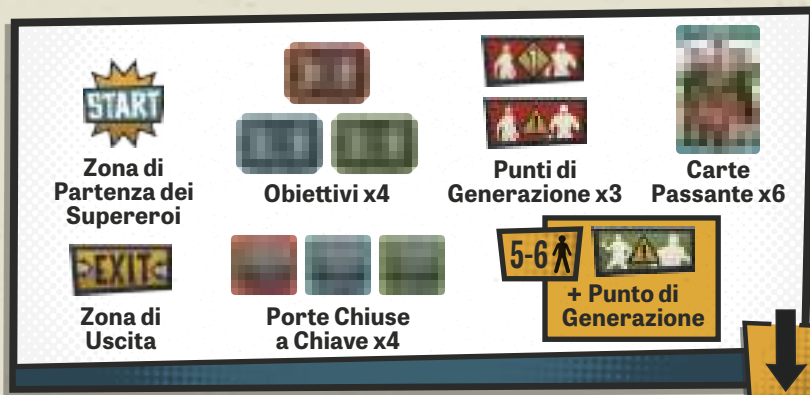 START
Zona di
Partenza dei
Supereroi
Obiettivi x4
Punti di
Generazione x3
Carte
Passante x6
EXIT
Zona di
Uscita
Porte Chiuse
a Chiave x4
5-6
+ Punto di
Generazione